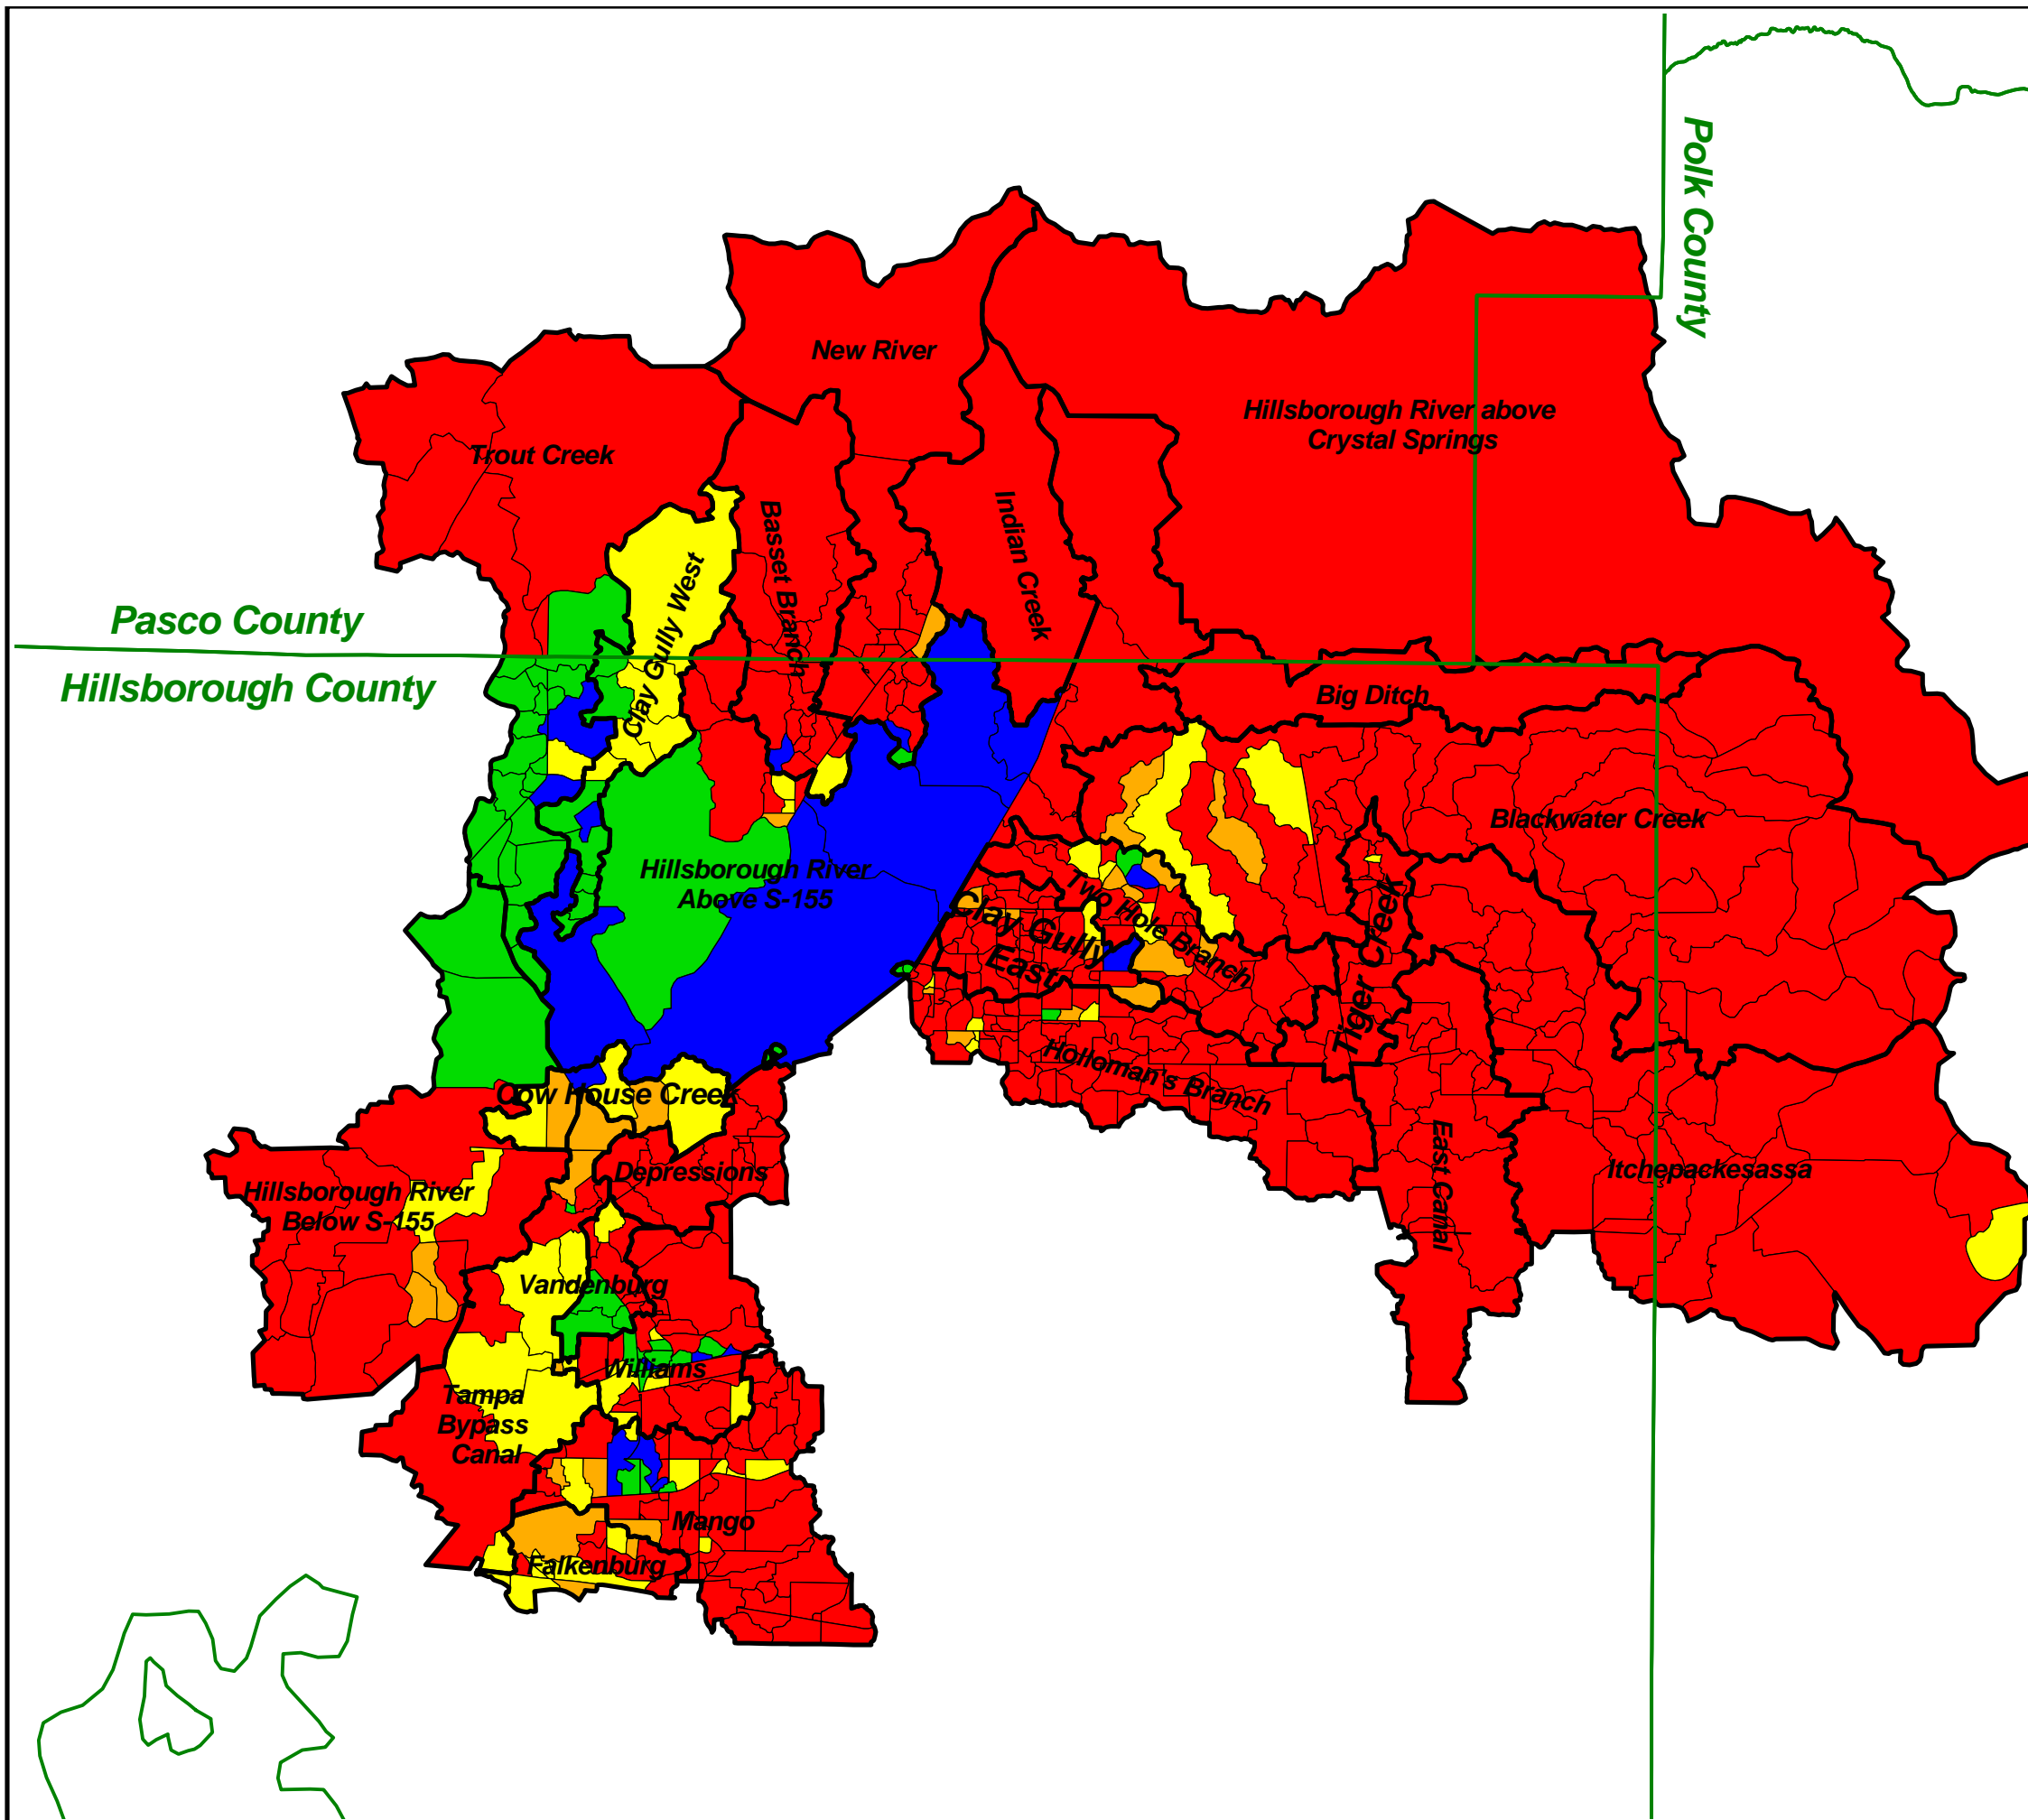 Polk County
New River
Hillsborough River above
Crystal Springs
Trout Creek
Indian Creek
Basset Branch
Clay Gully West
Pasco County
Hillsborough County
Big Ditch
Blackwater Creek
Hillsborough River
Above S-155
Two Hole Branch
Clay Gully
East
Tiger Creek
Holloman's Branch
Cow House Creek
East Canal
Itchepackesassa
Depressions
Hillsborough River
Below S-155
Vandenburg
Williams
Tampa
Bypass
Canal
Mango
Falkenburg